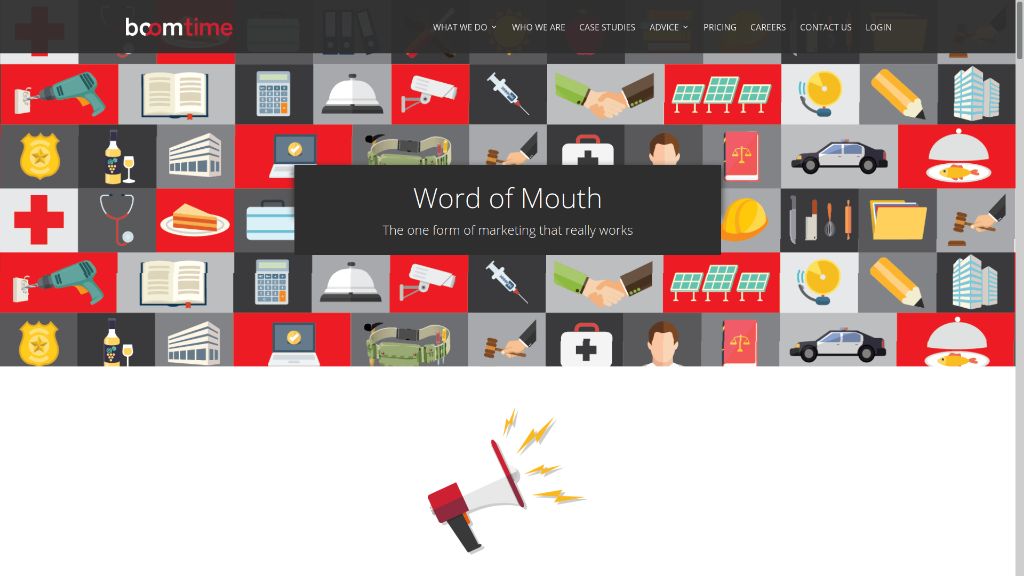 boomtime
WHAT WE DO
WHO WE ARE
CASE STUDIES
ADVICE
PRICING
CAREERS
CONTACT US
LOGIN
Word of Mouth
The one form of marketing that really works